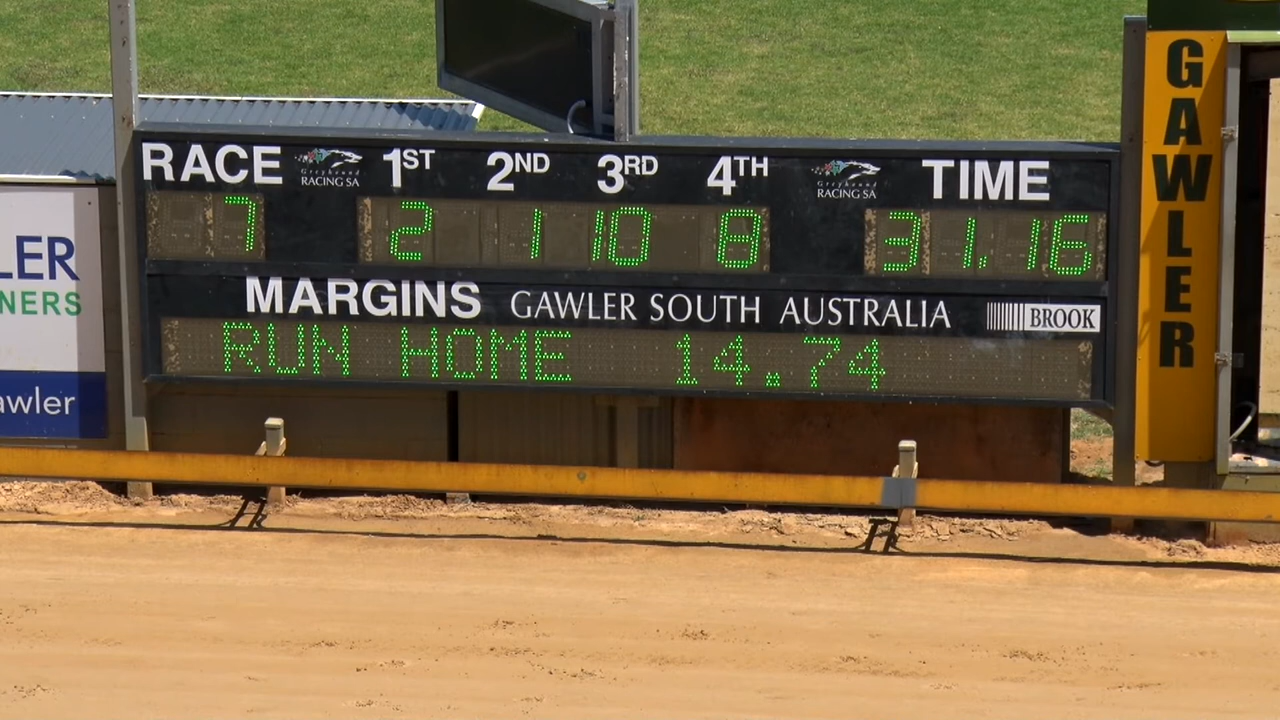 RACE Greyhound RACING SA 1ST 2ND 3RD 4TH Greyhound RACING SA TIME
7 2 1 10 8 31.16
MARGINS GAWLER SOUTH AUSTRALIA BROOK
RUN HOME 14.74
GAWLER
LER
NERS
awler